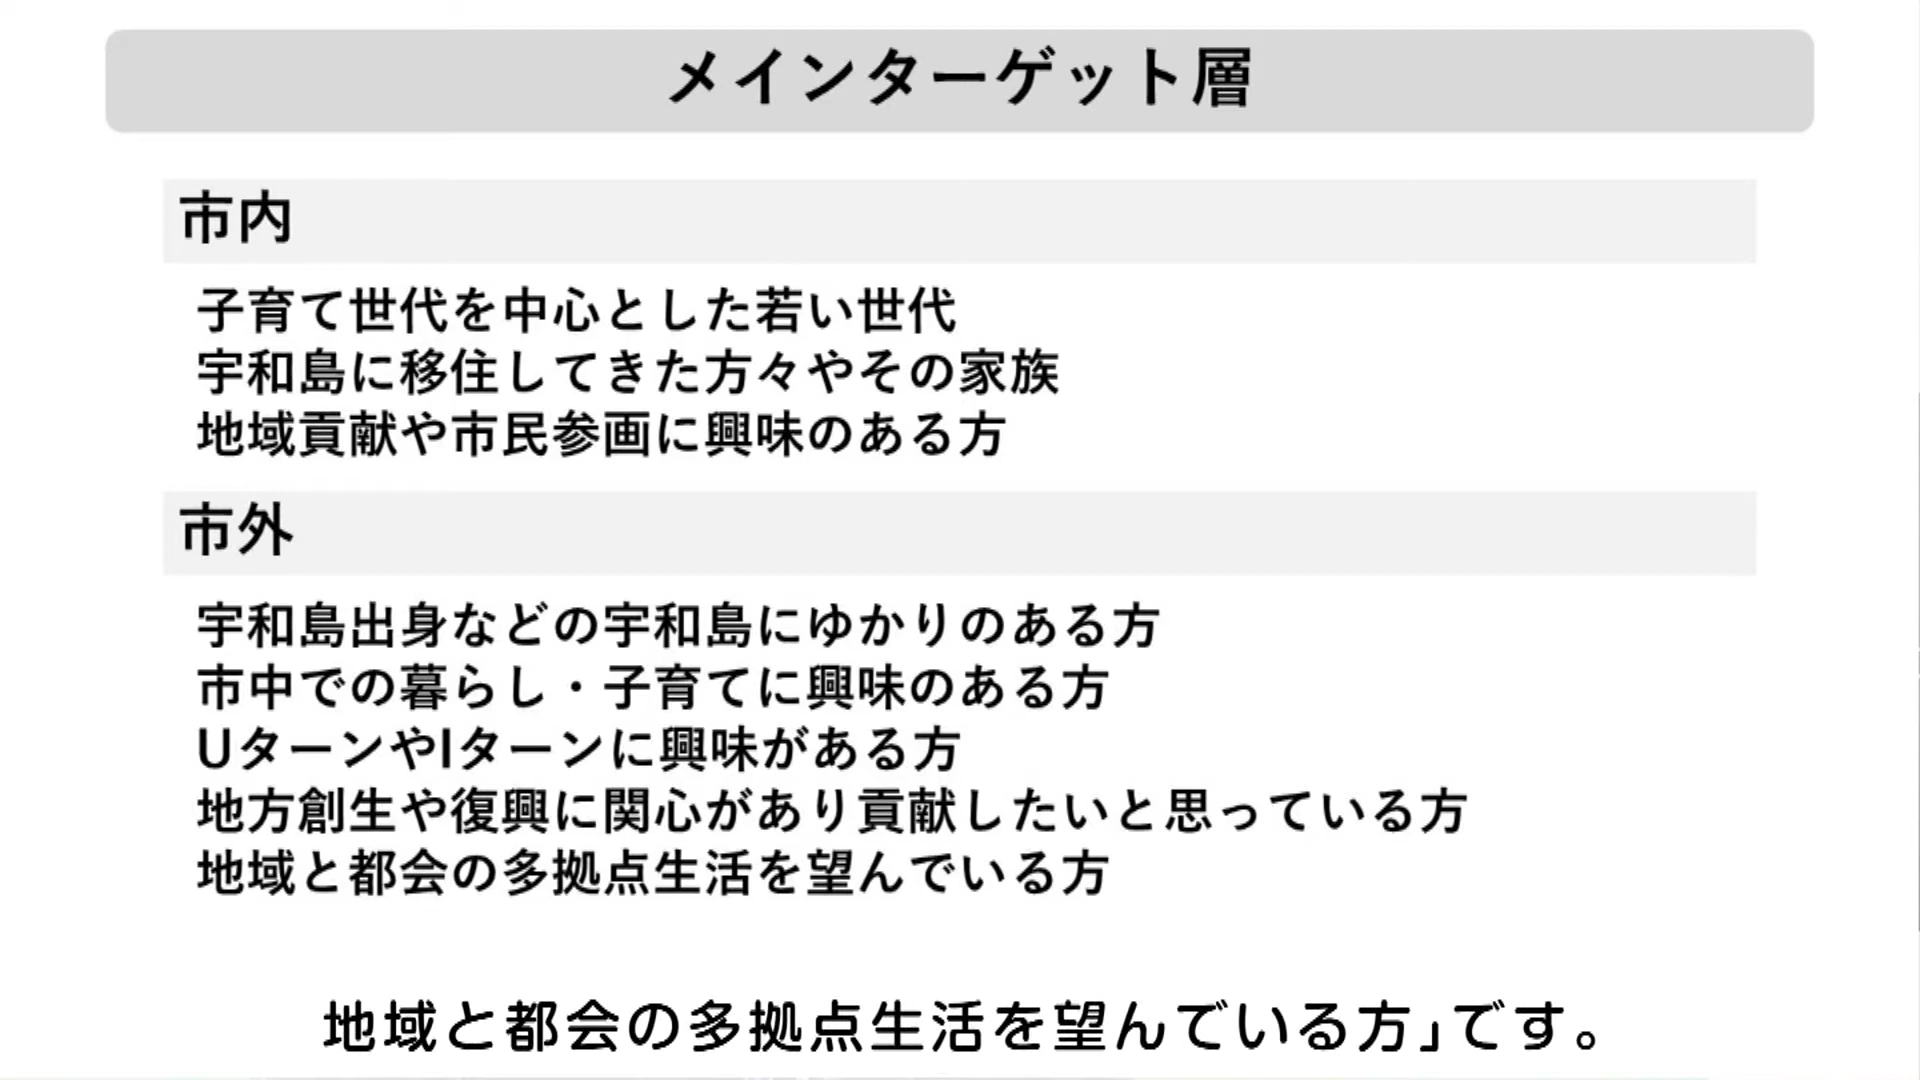 メインターゲット層
市内
子育て世代を中心とした若い世代
宇和島に移住してきた方々やその家族
地域貢献や市民参画に興味のある方
市外
宇和島出身などの宇和島にゆかりのある方
市中での暮らし・子育てに興味のある方
UターンやIターンに興味がある方
地方創生や復興に関心があり貢献したいと思っている方
地域と都会の多拠点生活を望んでいる方
地域と都会の多拠点生活を望んでいる方」です。